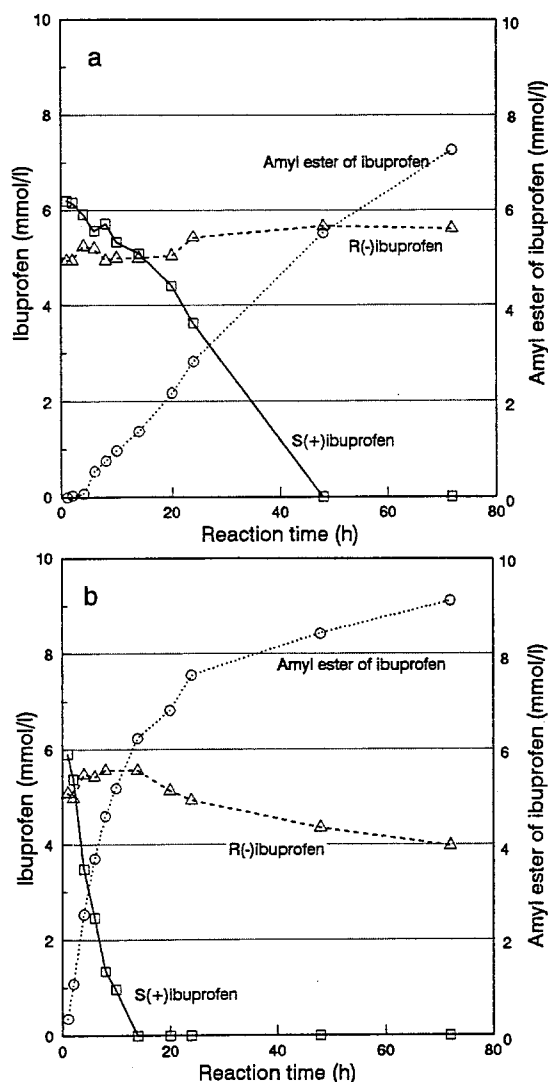 a
10
8
6
4
2
0
Ibuprofen (mmol/l)
10
8
6
4
2
0
Amyl ester of ibuprofen (mmol/l)
Amyl ester of ibuprofen
R(-)ibuprofen
S(+)ibuprofen
0
20
40
60
80
Reaction time (h)
b
10
8
6
4
2
0
Ibuprofen (mmol/l)
10
8
6
4
2
0
Amyl ester of ibuprofen (mmol/l)
Amyl ester of ibuprofen
R(-)ibuprofen
S(+)ibuprofen
0
20
40
60
80
Reaction time (h)